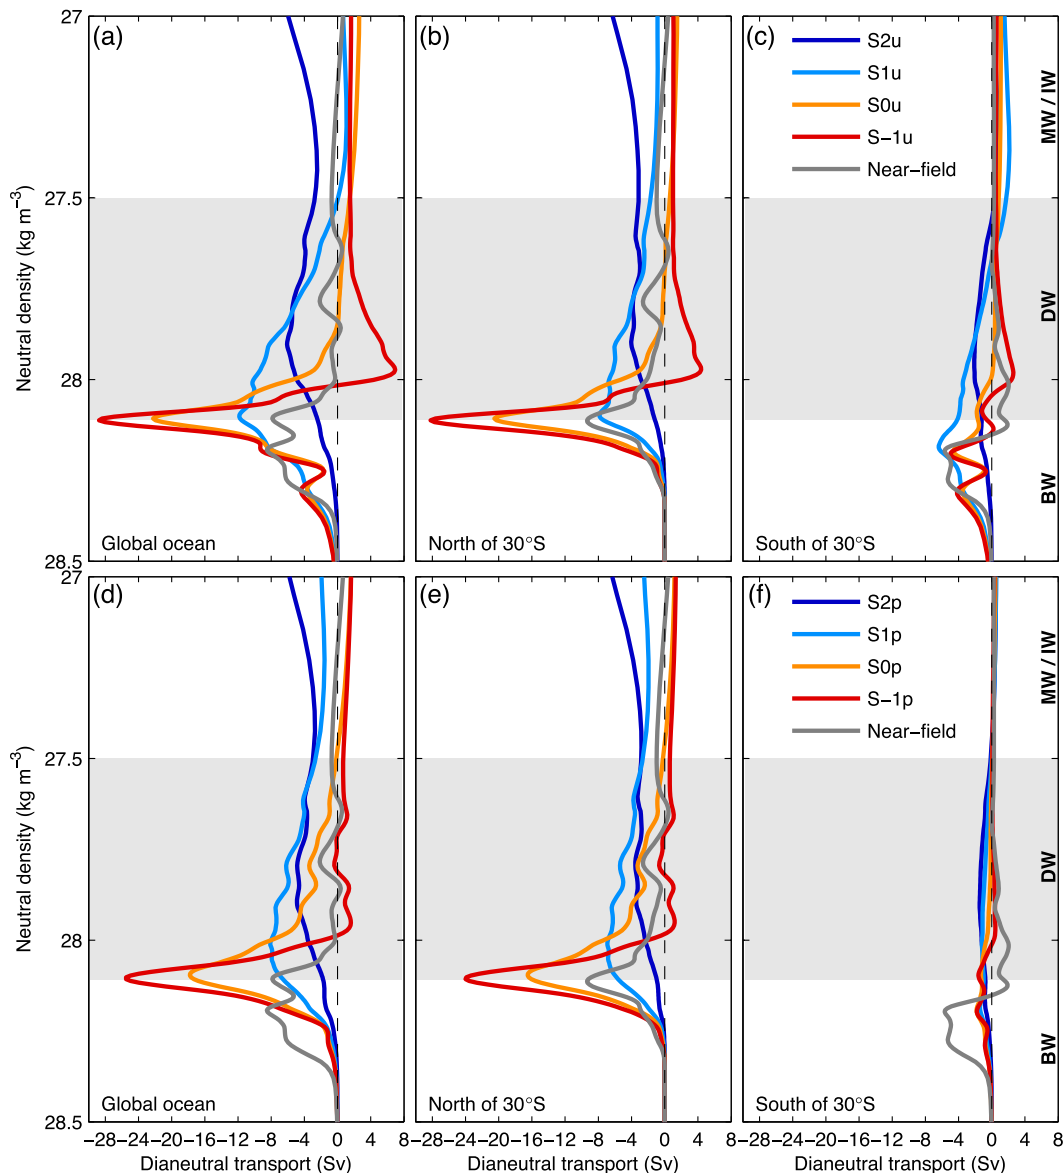 (a)
(b)
(c)
S2u
S1u
S0u
S−1u
Near−field
MW / IW
DW
BW
27
27.5
28
28.5
Neutral density (kg m−3)
Global ocean
North of 30°S
South of 30°S
(d)
(e)
(f)
S2p
S1p
S0p
S−1p
Near−field
MW / IW
DW
BW
27
27.5
28
28.5
Neutral density (kg m−3)
Global ocean
North of 30°S
South of 30°S
−28 −24 −20 −16 −12 −8 −4 0 4 8
−28 −24 −20 −16 −12 −8 −4 0 4
−28 −24 −20 −16 −12 −8 −4 0 4 8
Dianeutral transport (Sv)
Dianeutral transport (Sv)
Dianeutral transport (Sv)